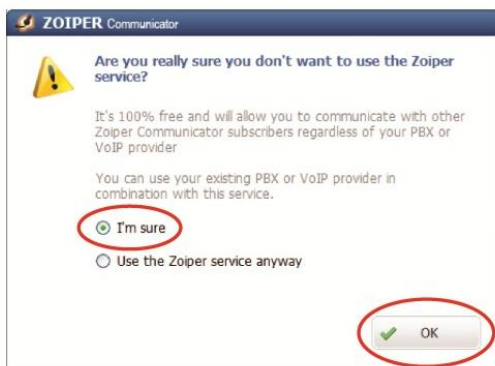 ZOIPER Communicator
Are you really sure you don't want to use the Zoiper
service?
It's 100% free and will allow you to communicate with other
Zoiper Communicator subscribers regardless of your PBX or
VoIP provider
You can use your existing PBX or VoIP provider in
combination with this service.
I'm sure
Use the Zoiper service anyway
OK